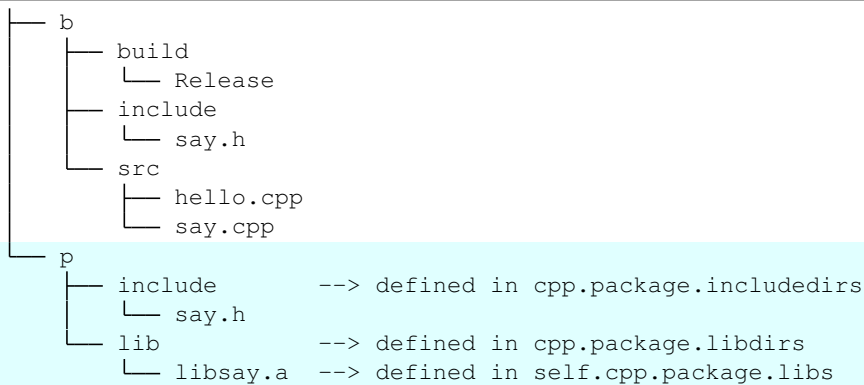 ├── b
│   ├── build
│   │   └── Release
│   ├── include
│   │   └── say.h
│   └── src
│       ├── hello.cpp
│       └── say.cpp
└── p
    ├── include       --> defined in cpp.package.includedirs
    │   └── say.h
    └── lib           --> defined in cpp.package.libdirs
        └── libsay.a  --> defined in self.cpp.package.libs